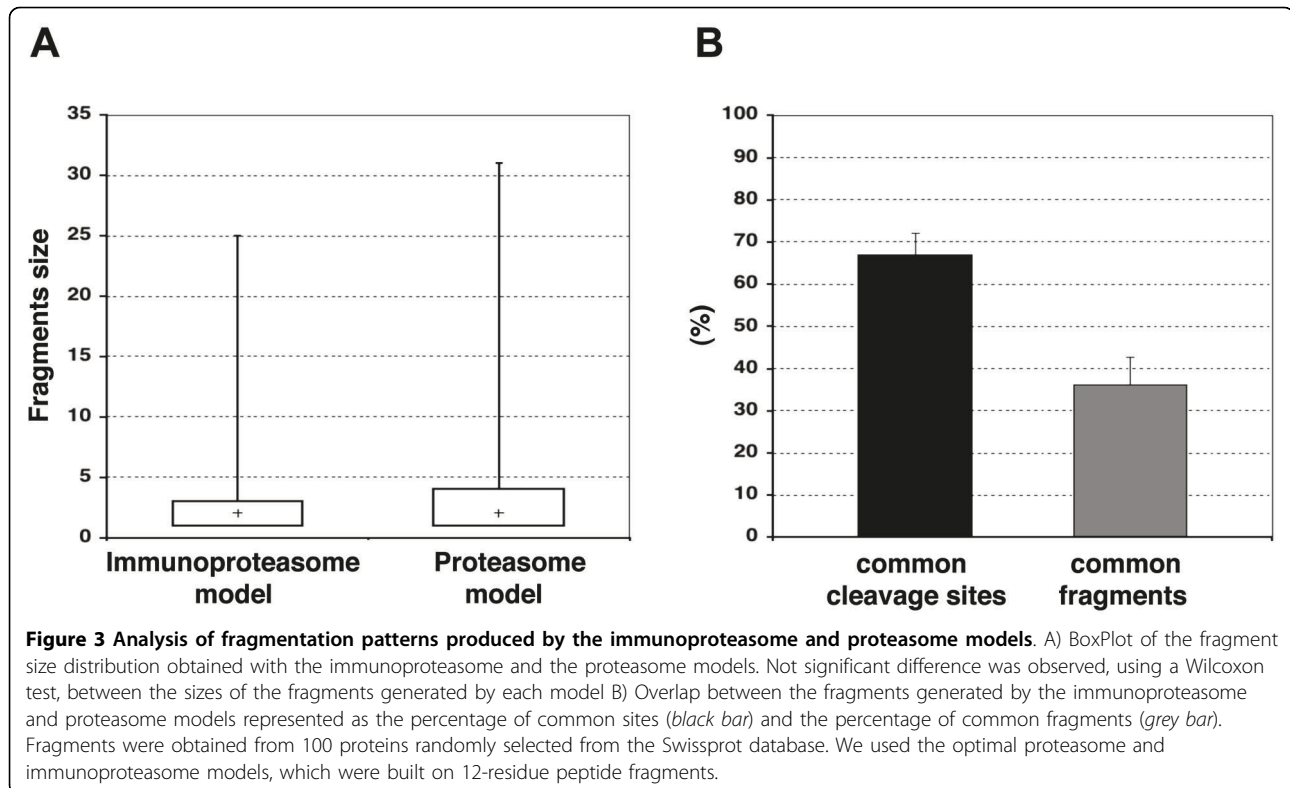 A
35
30
25
20
15
10
5
0
Fragments size
Immunoproteasome
model
Proteasome
model
B
100
90
80
70
60
50
40
30
20
10
0
(%)
common
cleavage sites
common
fragments
Figure 3 Analysis of fragmentation patterns produced by the immunoproteasome and proteasome models. A) BoxPlot of the fragment
size distribution obtained with the immunoproteasome and the proteasome models. Not significant difference was observed, using a Wilcoxon
test, between the sizes of the fragments generated by each model B) Overlap between the fragments generated by the immunoproteasome
and proteasome models represented as the percentage of common sites (black bar) and the percentage of common fragments (grey bar).
Fragments were obtained from 100 proteins randomly selected from the Swissprot database. We used the optimal proteasome and
immunoproteasome models, which were built on 12-residue peptide fragments.